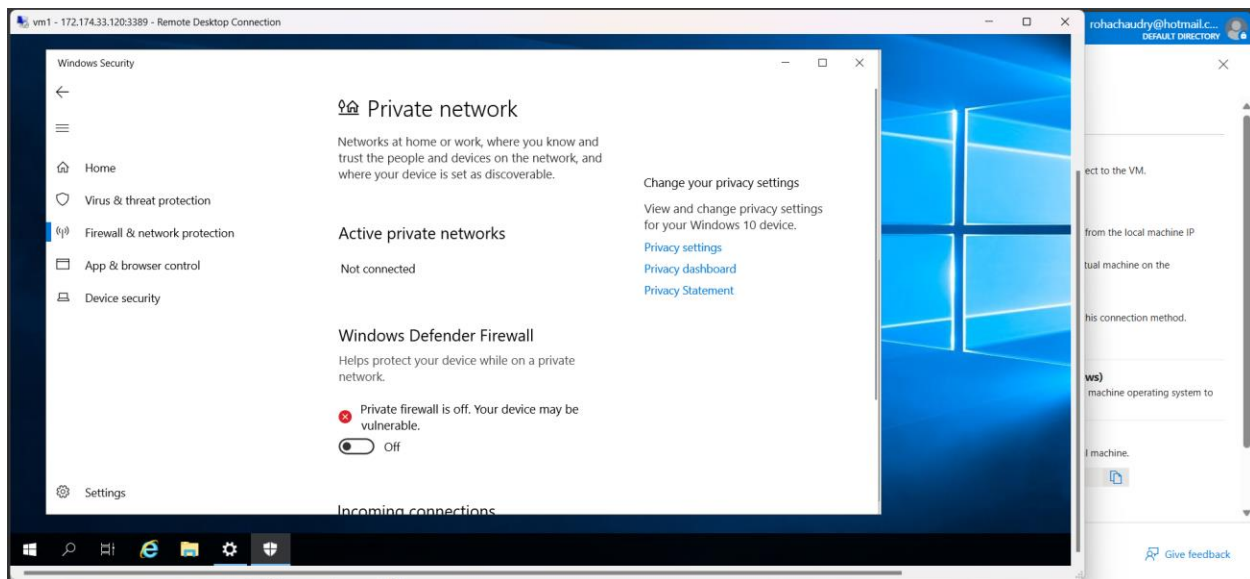 vm1 - 172.174.33.120:3389 - Remote Desktop Connection
rohachaudry@hotmail.c...
DEFAULT DIRECTORY
Windows Security
Private network
Networks at home or work, where you know and
trust the people and devices on the network, and
where your device is set as discoverable.
Home
Virus & threat protection
Firewall & network protection
App & browser control
Device security
Active private networks
Not connected
Windows Defender Firewall
Helps protect your device while on a private
network.
Private firewall is off. Your device may be
vulnerable.
Off
Incoming connections
Settings
Change your privacy settings
View and change privacy settings
for your Windows 10 device.
Privacy settings
Privacy dashboard
Privacy Statement
ect to the VM.
from the local machine IP
tual machine on the
his connection method.
ws)
machine operating system to
l machine.
Give feedback